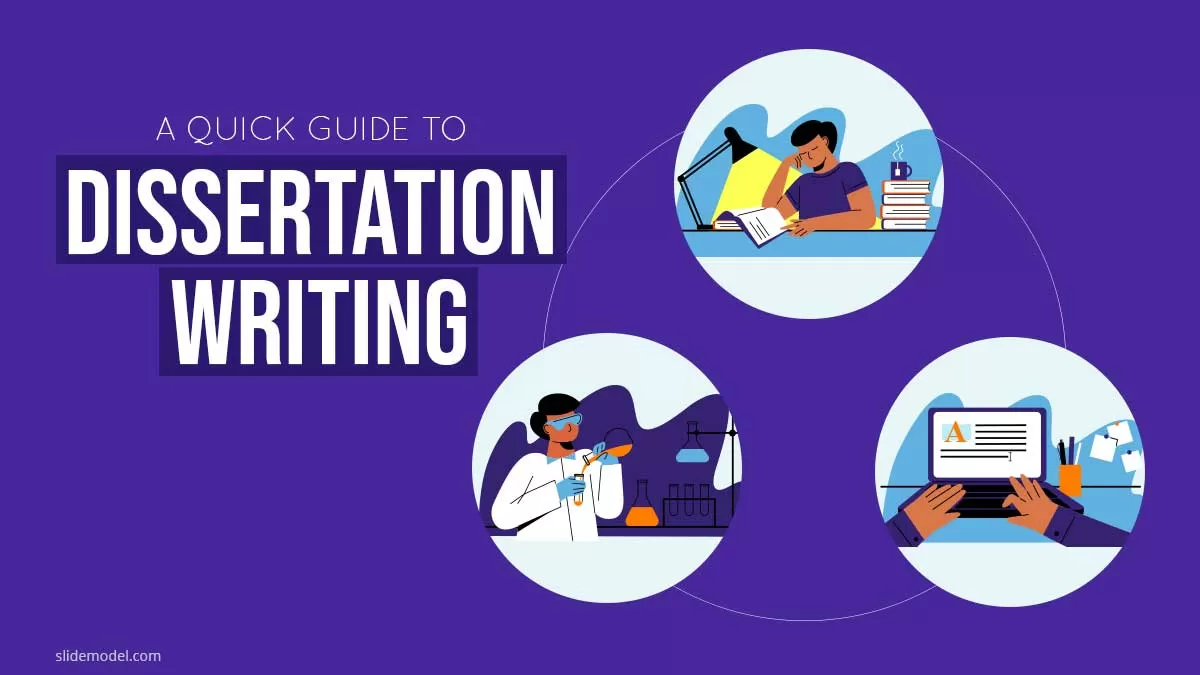 A QUICK GUIDE TO
DISSERTATION
WRITING
A
slidemodel.com